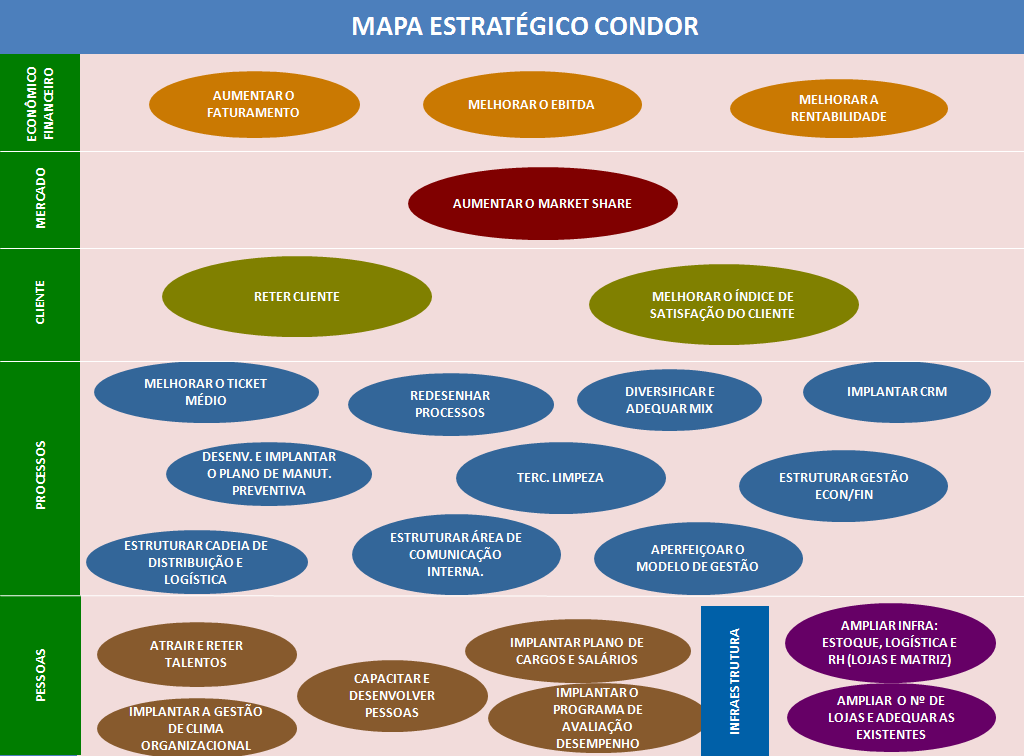 MAPA ESTRATÉGICO CONDOR
ECONÔMICO
FINANCEIRO
AUMENTAR O
FATURAMENTO
MELHORAR O EBITDA
MELHORAR A
RENTABILIDADE
MERCADO
AUMENTAR O MARKET SHARE
CLIENTE
RETER CLIENTE
MELHORAR O ÍNDICE DE
SATISFAÇÃO DO CLIENTE
PROCESSOS
MELHORAR O TICKET
MÉDIO
REDESENHAR
PROCESSOS
DIVERSIFICAR E
ADEQUAR MIX
IMPLANTAR CRM
DESENV. E IMPLANTAR
O PLANO DE MANUT.
PREVENTIVA
TERC. LIMPEZA
ESTRUTURAR GESTÃO
ECON/FIN
ESTRUTURAR CADEIA DE
DISTRIBUIÇÃO E
LOGÍSTICA
ESTRUTURAR ÁREA DE
COMUNICAÇÃO
INTERNA.
APERFEIÇOAR O
MODELO DE GESTÃO
PESSOAS
ATRAIR E RETER
TALENTOS
IMPLANTAR A GESTÃO
DE CLIMA
ORGANIZACIONAL
CAPACITAR E
DESENVOLVER
PESSOAS
IMPLANTAR PLANO DE
CARGOS E SALÁRIOS
IMPLANTAR O
PROGRAMA DE
AVALIAÇÃO
DESEMPENHO
INFRAESTRUTURA
AMPLIAR INFRA:
ESTOQUE, LOGÍSTICA E
RH (LOJAS E MATRIZ)
AMPLIAR O Nº DE
LOJAS E ADEQUAR AS
EXISTENTES